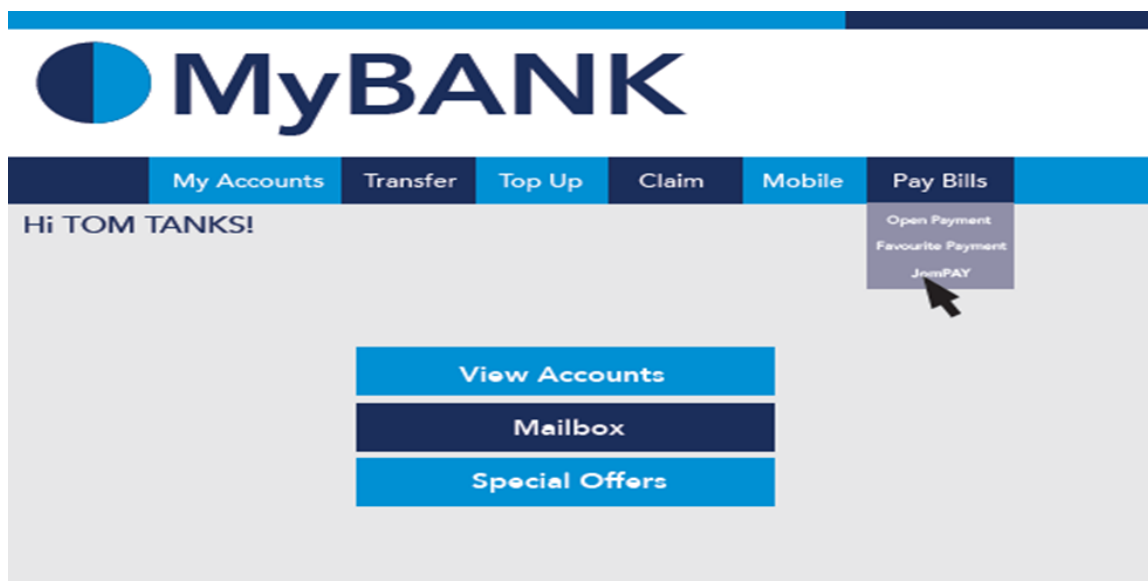 MyBANK
My Accounts Transfer Top Up Claim Mobile Pay Bills
Hi TOM TANKS!
Open Payment
Favourite Payment
JomPAY
View Accounts
Mailbox
Special Offers